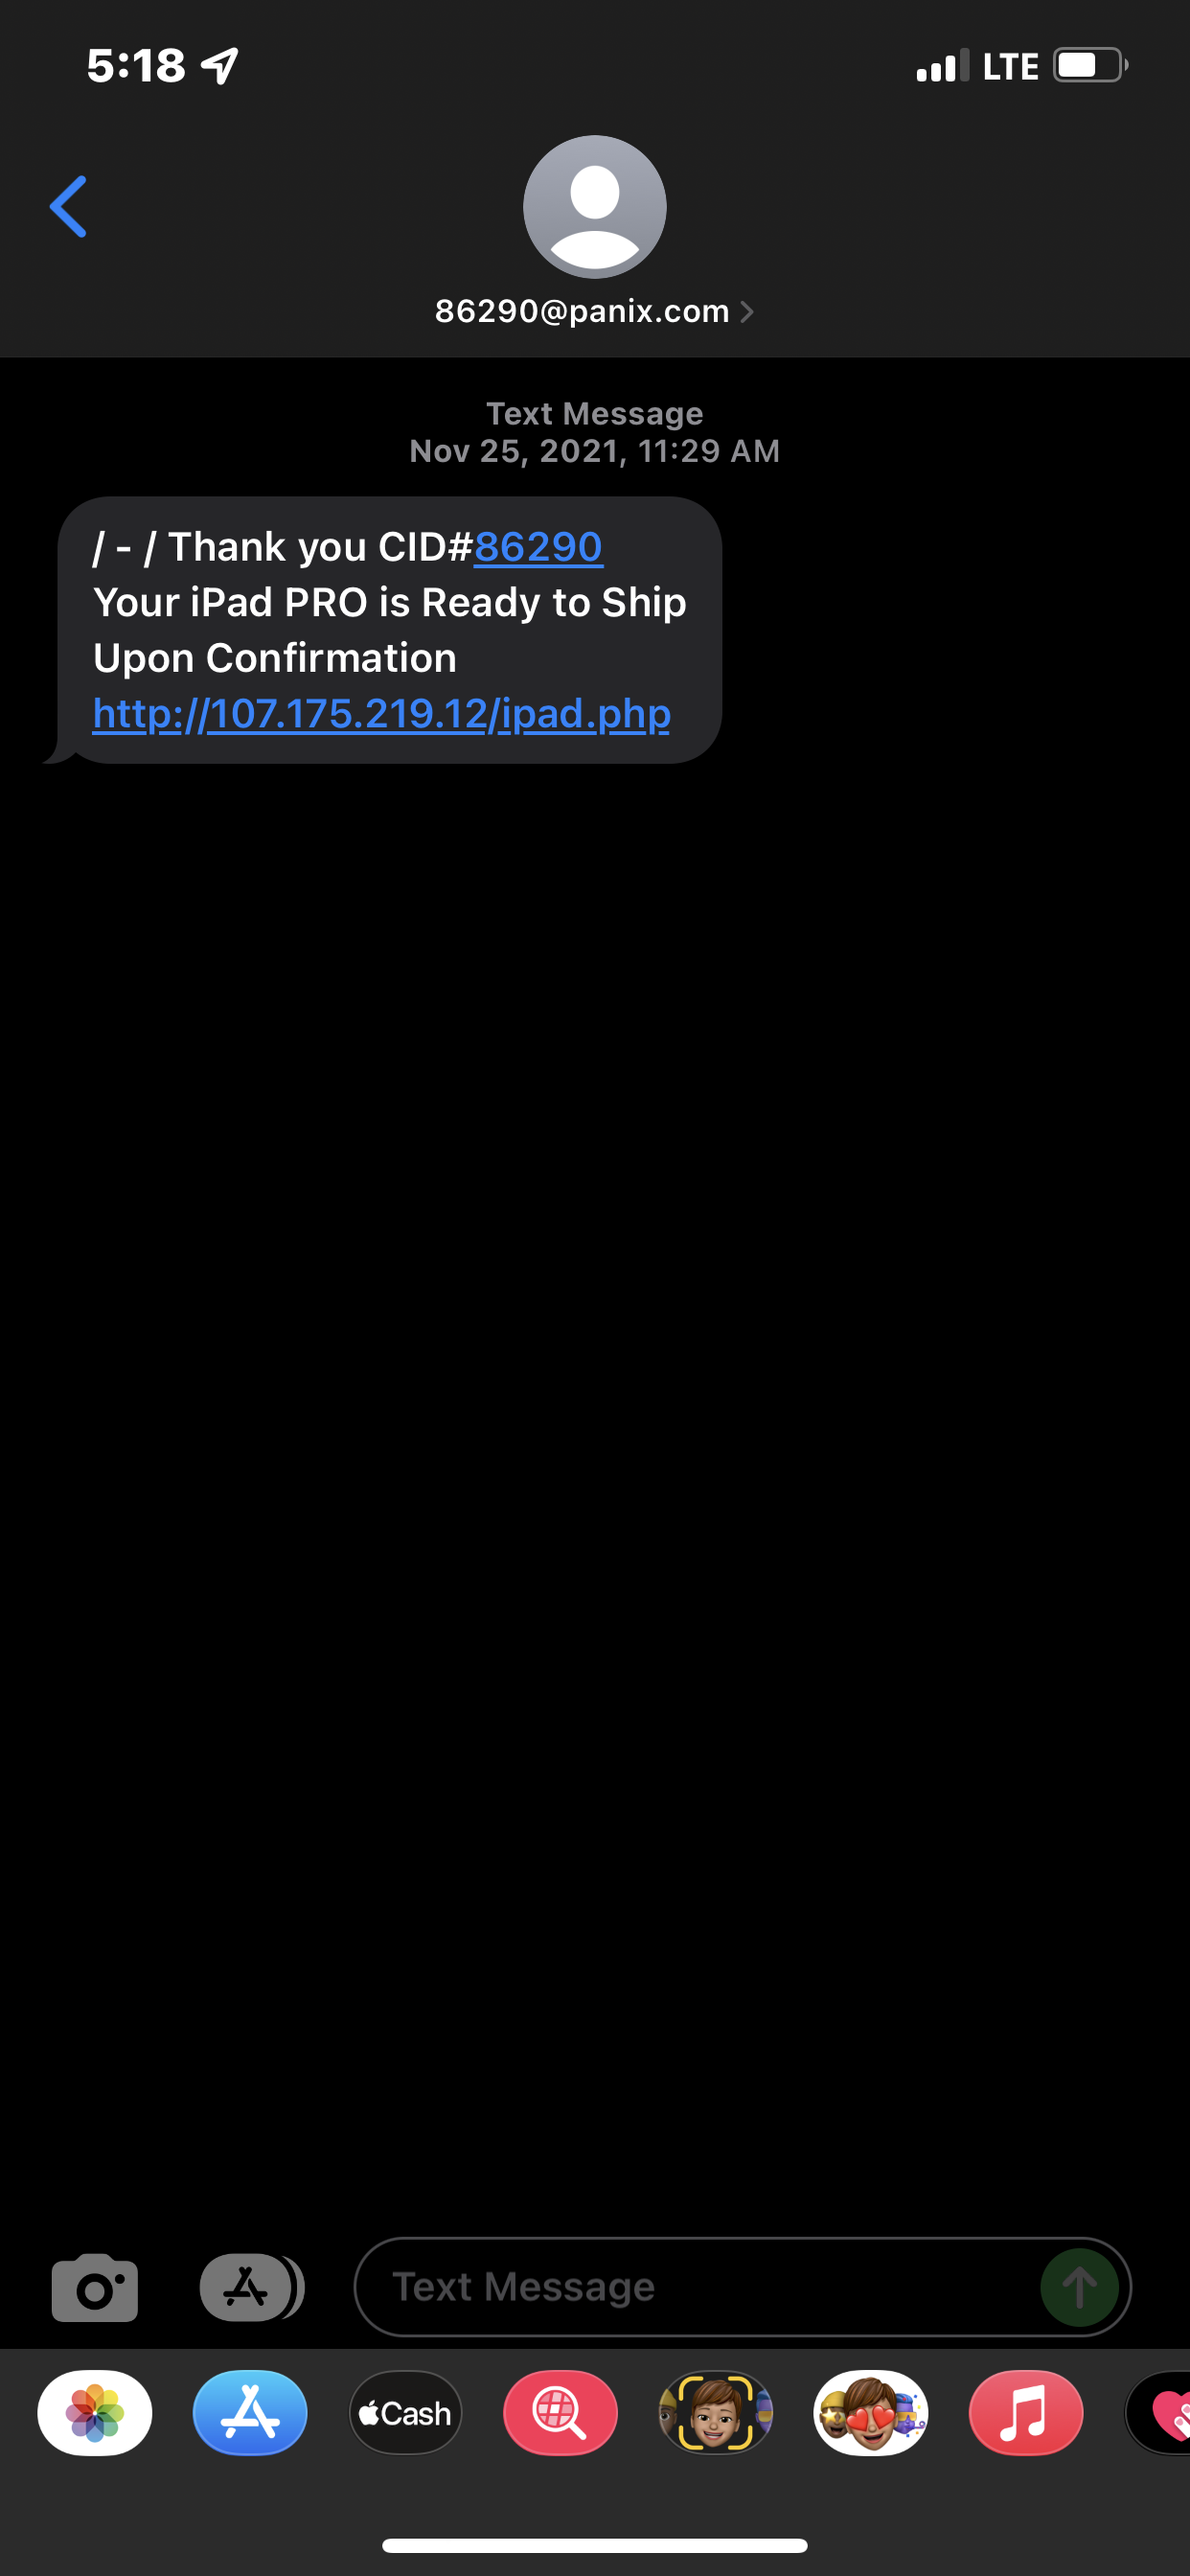 5:18 LTE
86290@panix.com
Text Message
Nov 25, 2021, 11:29 AM
/ - / Thank you CID#86290
Your iPad PRO is Ready to Ship
Upon Confirmation
http://107.175.219.12/ipad.php
Text Message
Cash